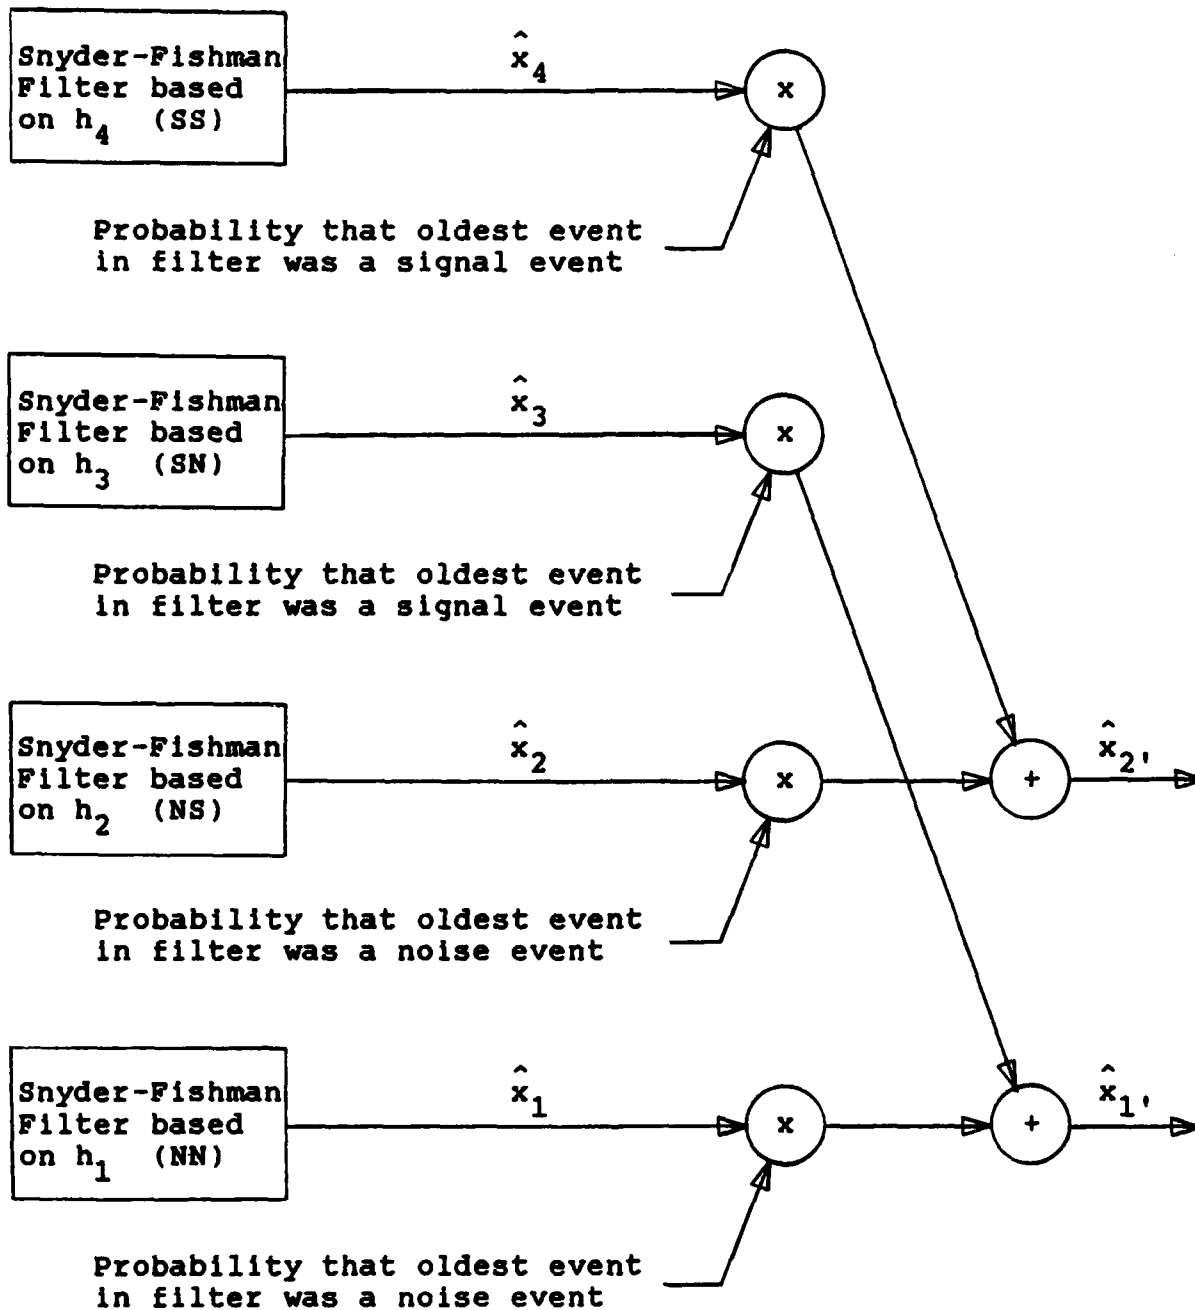 Snyder-Fishman
Filter based
on h₄ (SS)
x̂₄
x
Probability that oldest event
in filter was a signal event
Snyder-Fishman
Filter based
on h₃ (SN)
x̂₃
x
Probability that oldest event
in filter was a signal event
Snyder-Fishman
Filter based
on h₂ (NS)
x̂₂
x
+
x̂₂'
Probability that oldest event
in filter was a noise event
Snyder-Fishman
Filter based
on h₁ (NN)
x̂₁
x
+
x̂₁'
Probability that oldest event
in filter was a noise event